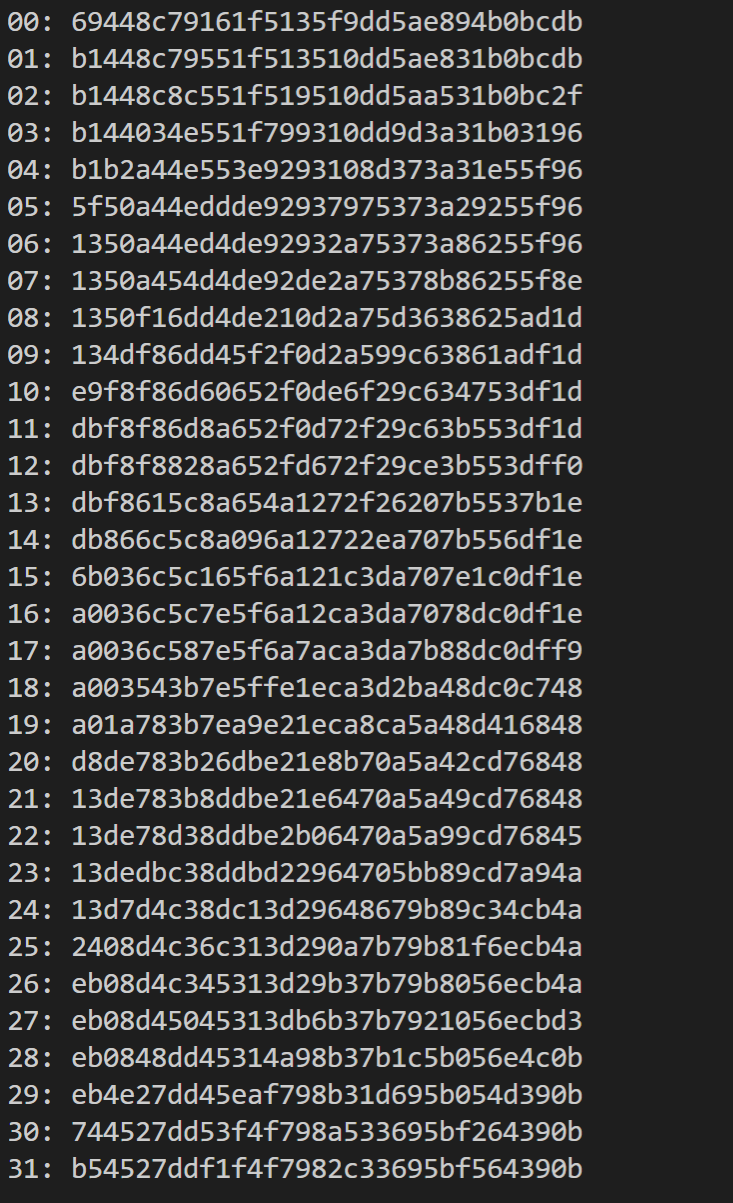 00: 69448c79161f5135f9dd5ae894b0bcdb
01: b1448c79551f513510dd5ae831b0bcdb
02: b1448c8c551f519510dd5aa531b0bc2f
03: b144034e551f799310dd9d3a31b03196
04: b1b2a44e553e9293108d373a31e55f96
05: 5f50a44eddde92937975373a29255f96
06: 1350a44ed4de92932a75373a86255f96
07: 1350a454d4de92de2a75378b86255f8e
08: 1350f16dd4de210d2a75d3638625ad1d
09: 134df86dd45f2f0d2a599c63861adf1d
10: e9f8f86d60652f0de6f29c634753df1d
11: dbf8f86d8a652f0d72f29c63b553df1d
12: dbf8f8828a652fd672f29ce3b553dff0
13: dbf8615c8a654a1272f26207b5537b1e
14: db866c5c8a096a12722ea707b556df1e
15: 6b036c5c165f6a121c3da707e1c0df1e
16: a0036c5c7e5f6a12ca3da7078dc0df1e
17: a0036c587e5f6a7aca3da7b88dc0dff9
18: a003543b7e5ffe1eca3d2ba48dc0c748
19: a01a783b7ea9e21eca8ca5a48d416848
20: d8de783b26dbe21e8b70a5a42cd76848
21: 13de783b8ddbe21e6470a5a49cd76848
22: 13de78d38ddbe2b06470a5a99cd76845
23: 13dedbc38ddbd22964705bb89cd7a94a
24: 13d7d4c38dc13d29648679b89c34cb4a
25: 2408d4c36c313d290a7b79b81f6ecb4a
26: eb08d4c345313d29b37b79b8056ecb4a
27: eb08d45045313db6b37b7921056ecbd3
28: eb0848dd45314a98b37b1c5b056e4c0b
29: eb4e27dd45eaf798b31d695b054d390b
30: 744527dd53f4f798a533695bf264390b
31: b54527ddf1f4f7982c33695bf564390b